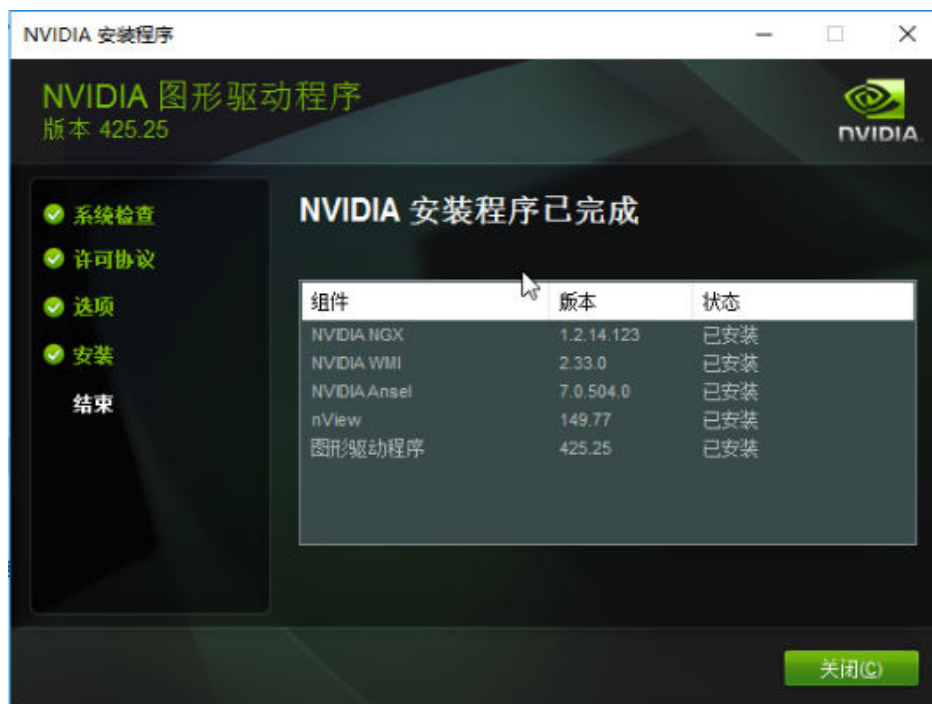 NVIDIA 安装程序
NVIDIA 图形驱动程序
版本 425.25
NVIDIA.
系统检查
许可协议
选项
安装
结束
NVIDIA 安装程序已完成
组件 版本 状态
NVIDIA NGX 1.2.14.123 已安装
NVIDIA WMI 2.33.0 已安装
NVIDIA Ansel 7.0.504.0 已安装
nView 149.77 已安装
图形驱动程序 425.25 已安装
关闭(C)